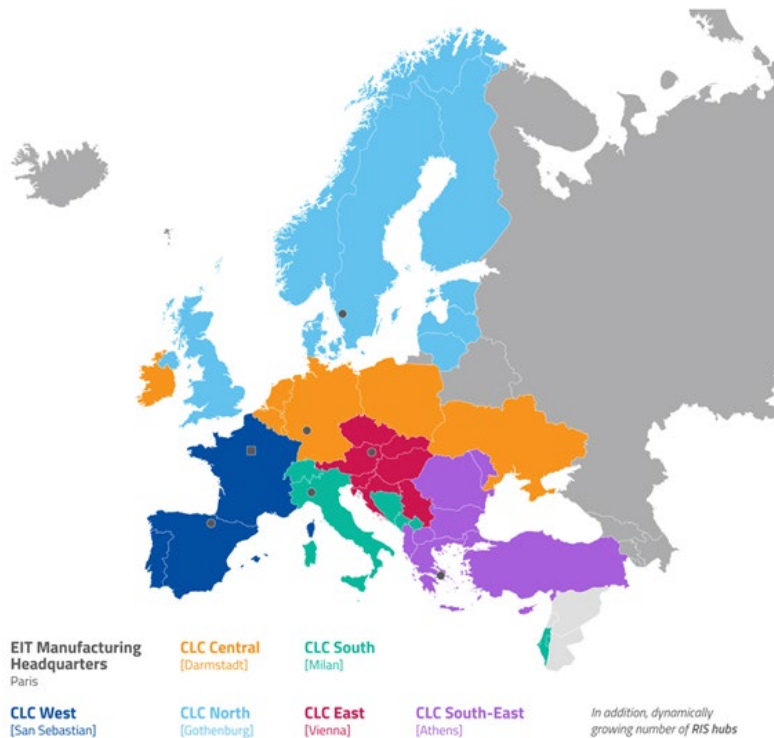 EIT Manufacturing
Headquarters
Paris
CLC Central
[Darmstadt]
CLC South
[Milan]
CLC West
[San Sebastian]
CLC North
[Gothenburg]
CLC East
[Vienna]
CLC South-East
[Athens]
In addition, dynamically
growing number of RIS hubs